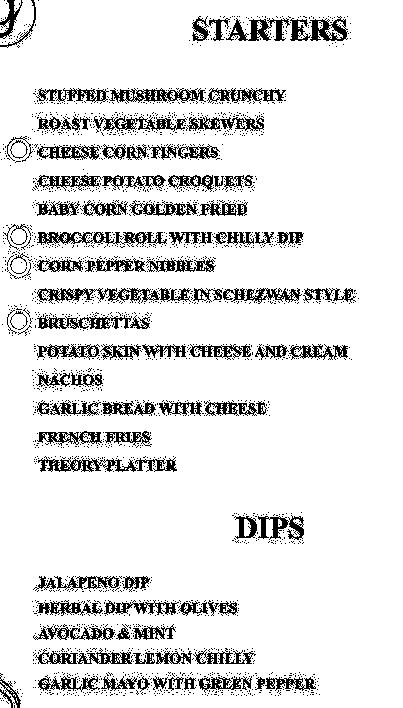 STARTERS
STUFFED MUSHROOM CRUNCHY
ROAST VEGETABLE SKEWERS
CHEESE CORN FINGERS
CHEESE POTATO CROQUETS
BABY CORN GOLDEN FRIED
BROCCOLI ROLL WITH CHILLY DIP
CORN PEPPER NIBBLES
CRISPY VEGETABLE IN SCHEZWAN STYLE
BRUSCHETTAS
POTATO SKIN WITH CHEESE AND CREAM
NACHOS
GARLIC BREAD WITH CHEESE
FRENCH FRIES
THEORY PLATTER
DIPS
JALAPENO DIP
HERBAL DIP WITH OLIVES
AVOCADO & MINT
CORIANDER LEMON CHILLY
GARLIC MAYO WITH GREEN PEPPER